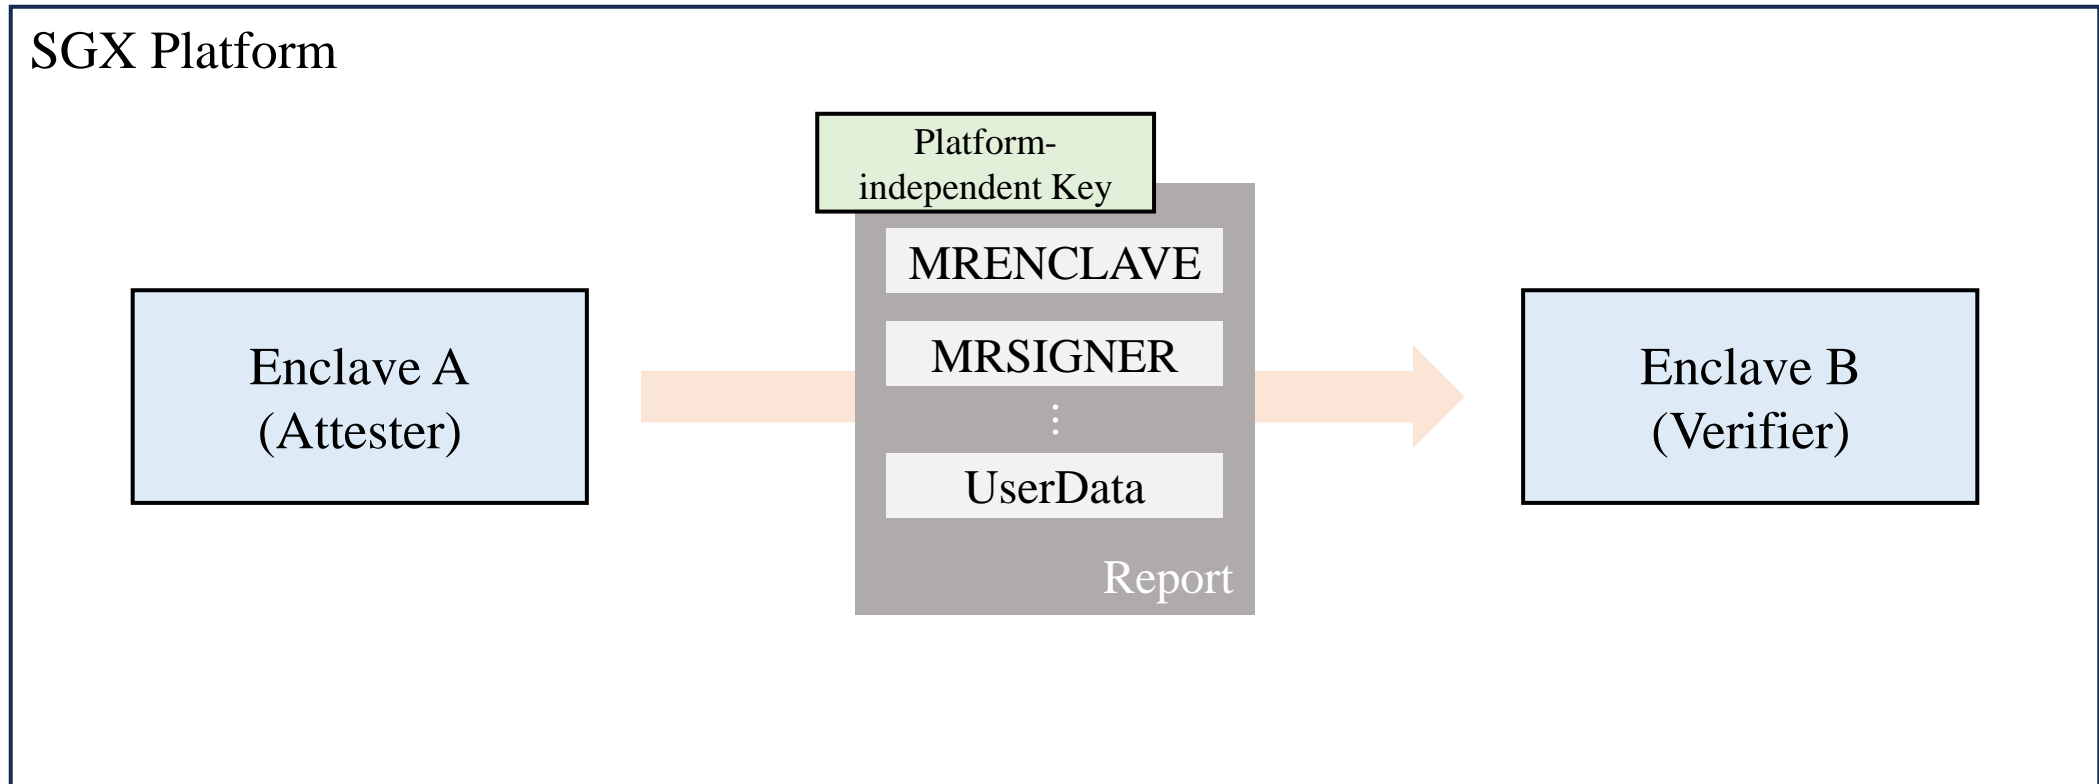 SGX Platform
Platform-
independent Key
MRENCLAVE
MRSIGNER
⋮
UserData
Report
Enclave A
(Attester)
Enclave B
(Verifier)